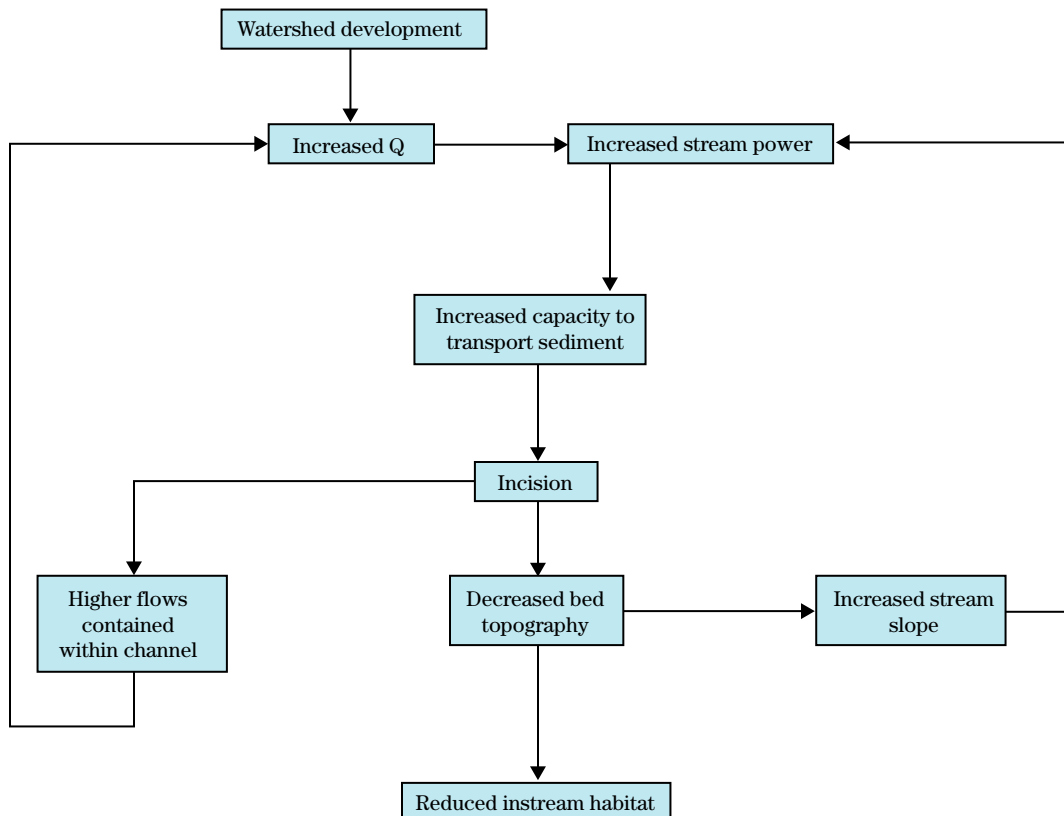 Watershed development
Increased Q
Increased stream power
Increased capacity to
transport sediment
Incision
Higher flows
contained
within channel
Decreased bed
topography
Increased stream
slope
Reduced instream habitat